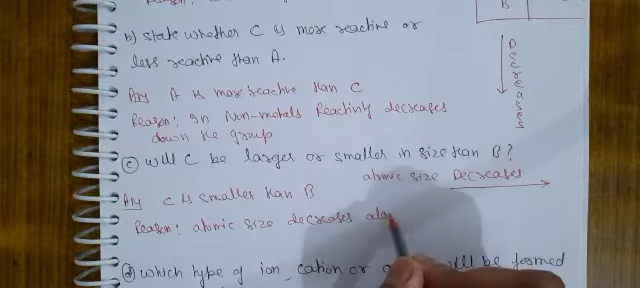 B
b) state whether C is more reactive or
less reactive than A.
Ans A is more reactive than C
Reason: In Non-metals Reactivity decreases
down the group
Decreases
(c) will C be larger or smaller in size than B?
atomic size Decreases
Ans C is smaller than B
Reason: atomic size decreases alon
(d) which type of ion, cation or will be formed